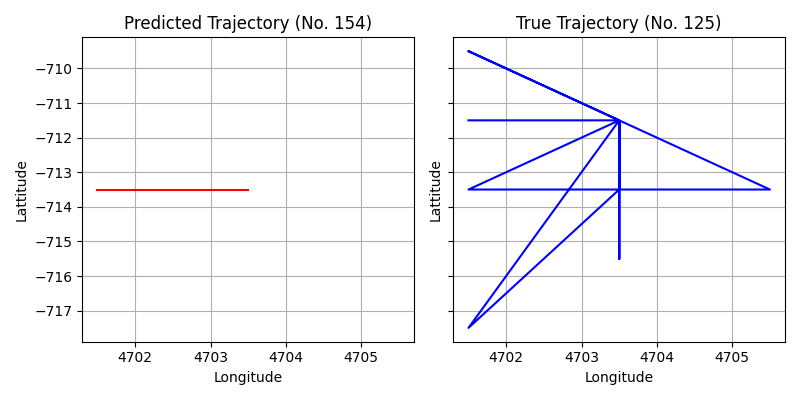 Predicted Trajectory (No. 154)
True Trajectory (No. 125)
Lattitude
−710
−711
−712
−713
−714
−715
−716
−717
4702 4703 4704 4705
Longitude
Lattitude
4702 4703 4704 4705
Longitude